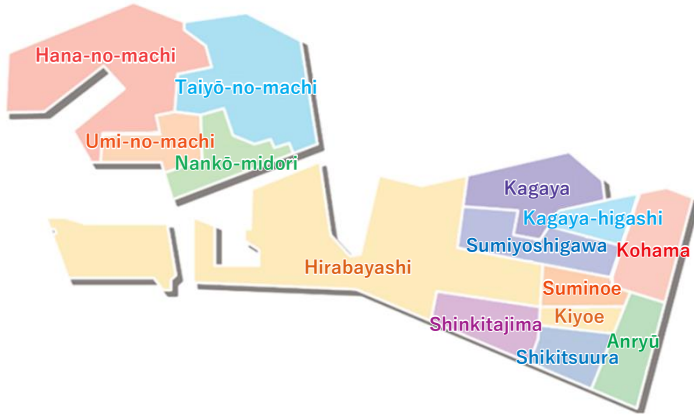 Hana-no-machi
Taiyō-no-machi
Umi-no-machi
Nankō-midori
Kagaya
Kagaya-higashi
Sumiyoshigawa
Kohama
Hirabayashi
Suminoe
Kiyoe
Shinkitajima
Anryū
Shikitsuura